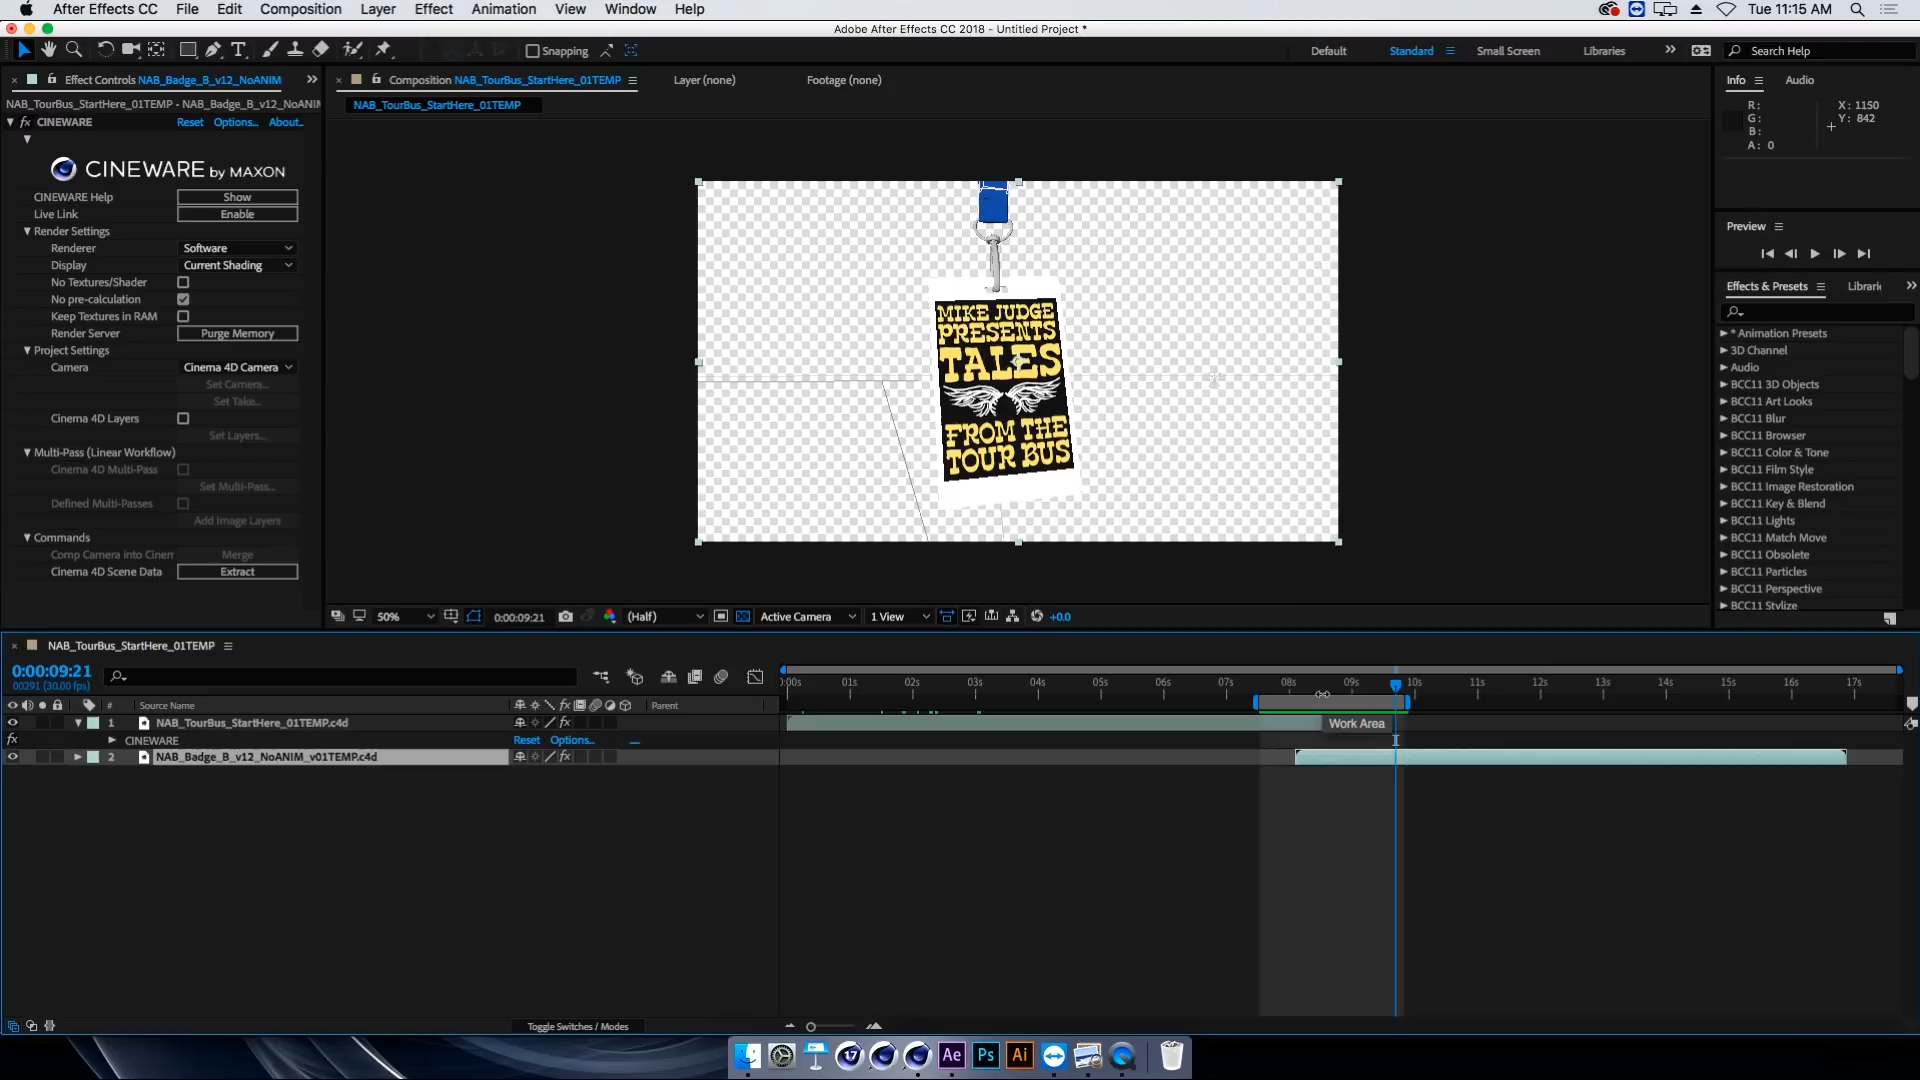 After Effects CC File Edit Composition Layer Effect Animation View Window Help Tue 11:15 AM
Adobe After Effects CC 2018 - Untitled Project *
Snapping Default Standard Small Screen Libraries Search Help
Effect Controls NAB_Badge_B_v12_NoANIM
Composition NAB_TourBus_StartHere_01TEMP
Layer (none)
Footage (none)
NAB_TourBus_StartHere_01TEMP - NAB_Badge_B_v12_NoANIM
NAB_TourBus_StartHere_01TEMP
fx CINEWARE Reset Options... About..
CINEWARE by MAXON
CINEWARE Help Show
Live Link Enable
Render Settings
Renderer Software
Display Current Shading
No Textures/Shader
No pre-calculation
Keep Textures in RAM
Render Server Purge Memory
Project Settings
Camera Cinema 4D Camera
Set Camera...
Set Take...
Cinema 4D Layers
Set Layers...
Multi-Pass (Linear Workflow)
Cinema 4D Multi-Pass
Set Multi-Pass...
Defined Multi-Passes
Add Image Layers
Commands
Comp Camera into Cinem Merge
Cinema 4D Scene Data Extract
MIKE JUDGE
PRESENTS
TALES
FROM THE
TOUR BUS
50% 0:00:09:21 (Half) Active Camera 1 View +0.0
Info Audio
R: X: 1150
G: Y: 842
B:
A: 0
Preview
Effects & Presets Librari
* Animation Presets
3D Channel
Audio
BCC11 3D Objects
BCC11 Art Looks
BCC11 Blur
BCC11 Browser
BCC11 Color & Tone
BCC11 Film Style
BCC11 Image Restoration
BCC11 Key & Blend
BCC11 Lights
BCC11 Match Move
BCC11 Obsolete
BCC11 Particles
BCC11 Perspective
BCC11 Stylize
NAB_TourBus_StartHere_01TEMP
0:00:09:21
00291 (30.00 fps)
):00s 01s 02s 03s 04s 05s 06s 07s 08s 09s 10s 11s 12s 13s 14s 15s 16s 17s
# Source Name Parent
1 NAB_TourBus_StartHere_01TEMP.c4d
Work Area
fx CINEWARE Reset Options...
2 NAB_Badge_B_v12_NoANIM_v01TEMP.c4d
Toggle Switches / Modes
17 Ae Ps Ai